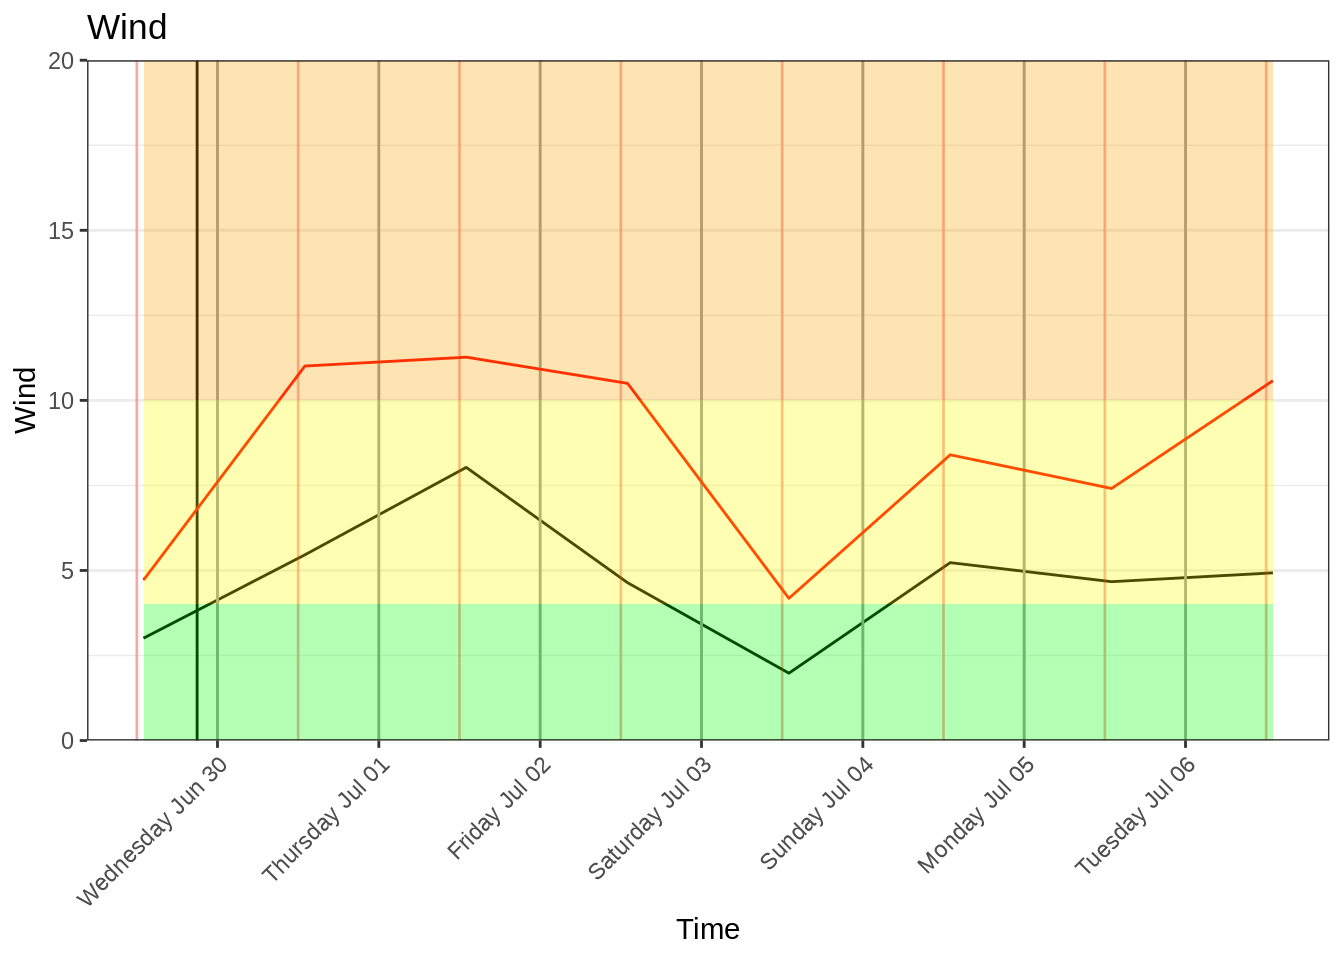 Wind
20
15
10
5
0
Wind
Wednesday Jun 30
Thursday Jul 01
Friday Jul 02
Saturday Jul 03
Sunday Jul 04
Monday Jul 05
Tuesday Jul 06
Time